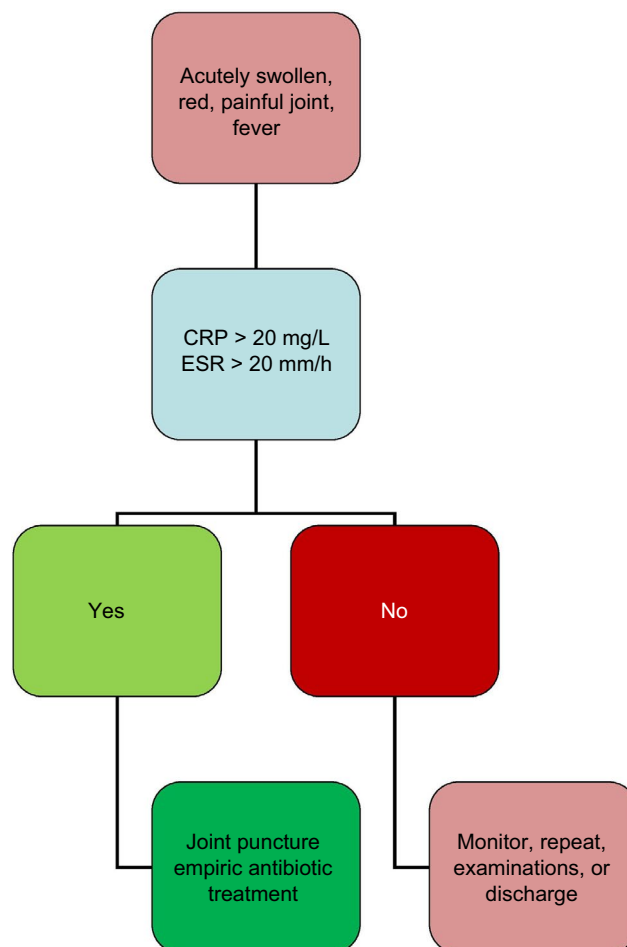 Acutely swollen,
red, painful joint,
fever
CRP > 20 mg/L
ESR > 20 mm/h
Yes
No
Joint puncture
empiric antibiotic
treatment
Monitor, repeat,
examinations, or
discharge